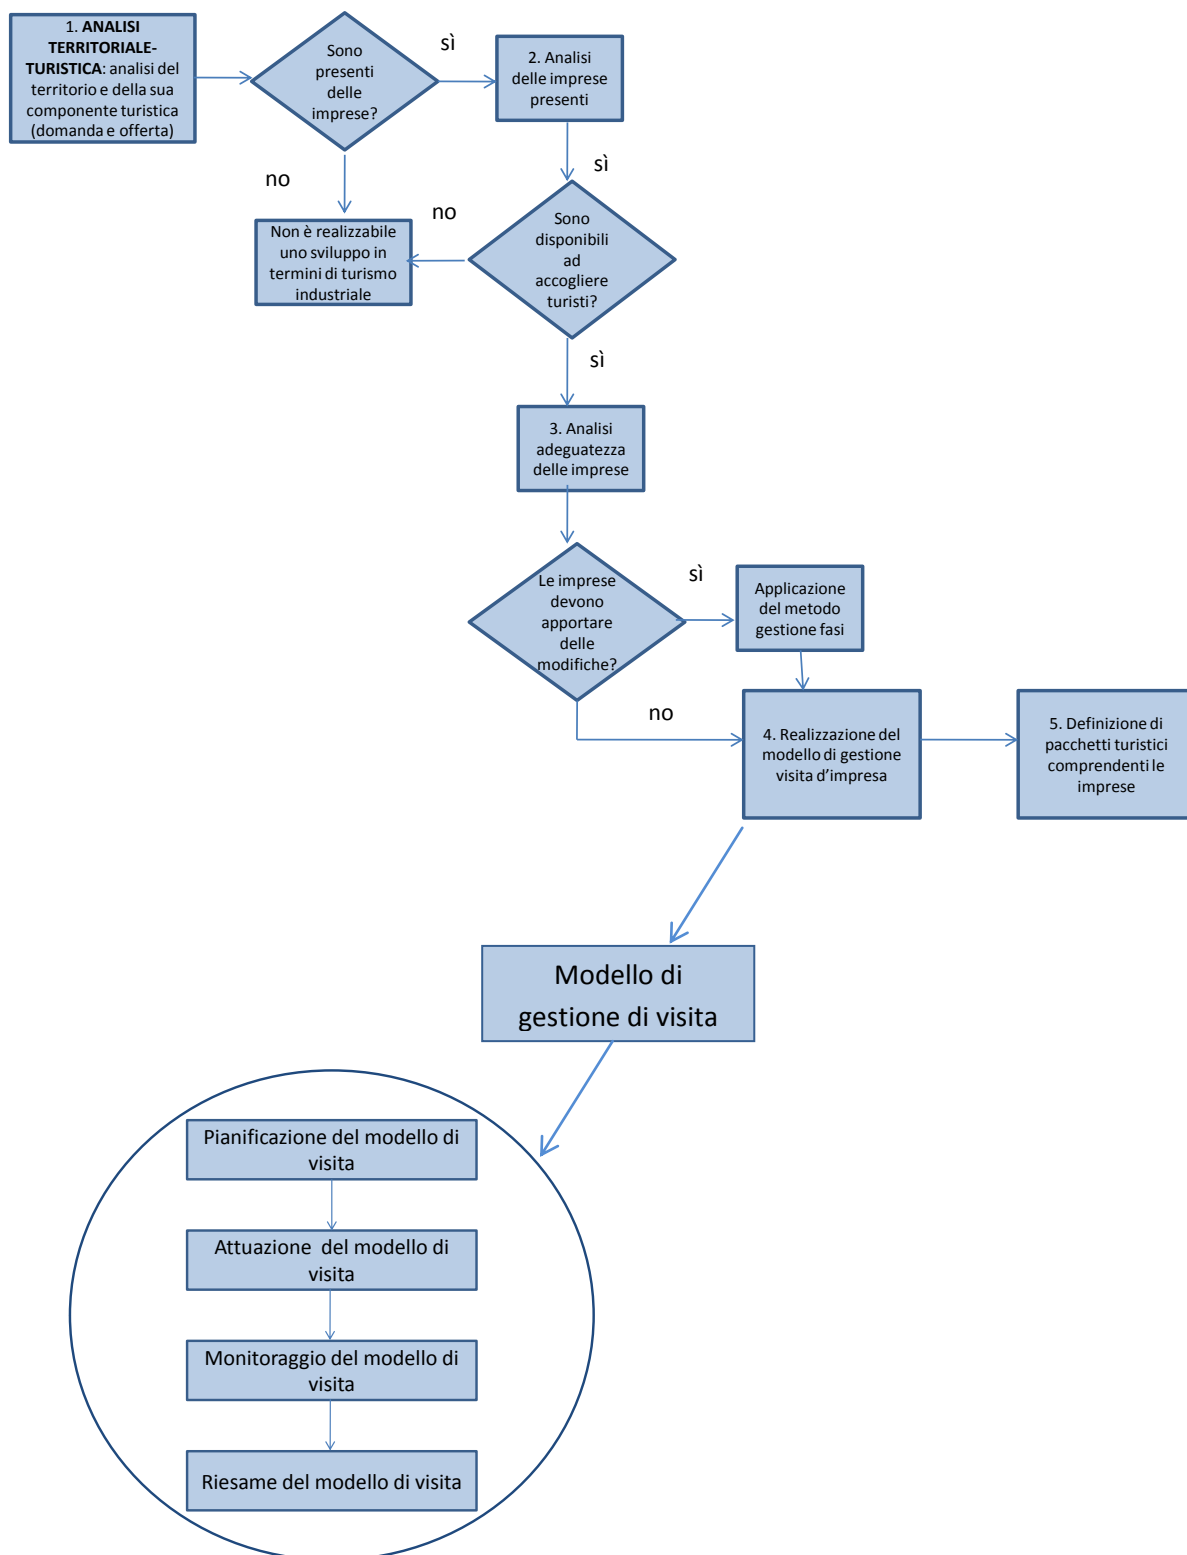 1. ANALISI
TERRITORIALE-
TURISTICA: analisi del
territorio e della sua
componente turistica
(domanda e offerta)
Sono
presenti
delle
imprese?
sì
2. Analisi
delle imprese
presenti
no
sì
Non è realizzabile
uno sviluppo in
termini di turismo
industriale
no
Sono
disponibili
ad
accogliere
turisti?
sì
3. Analisi
adeguatezza
delle imprese
Le imprese
devono
apportare
delle
modifiche?
sì
Applicazione
del metodo
gestione fasi
no
4. Realizzazione del
modello di gestione
visita d'impresa
5. Definizione di
pacchetti turistici
comprendenti le
imprese
Modello di
gestione di visita
Pianificazione del modello di
visita
Attuazione del modello di
visita
Monitoraggio del modello di
visita
Riesame del modello di visita